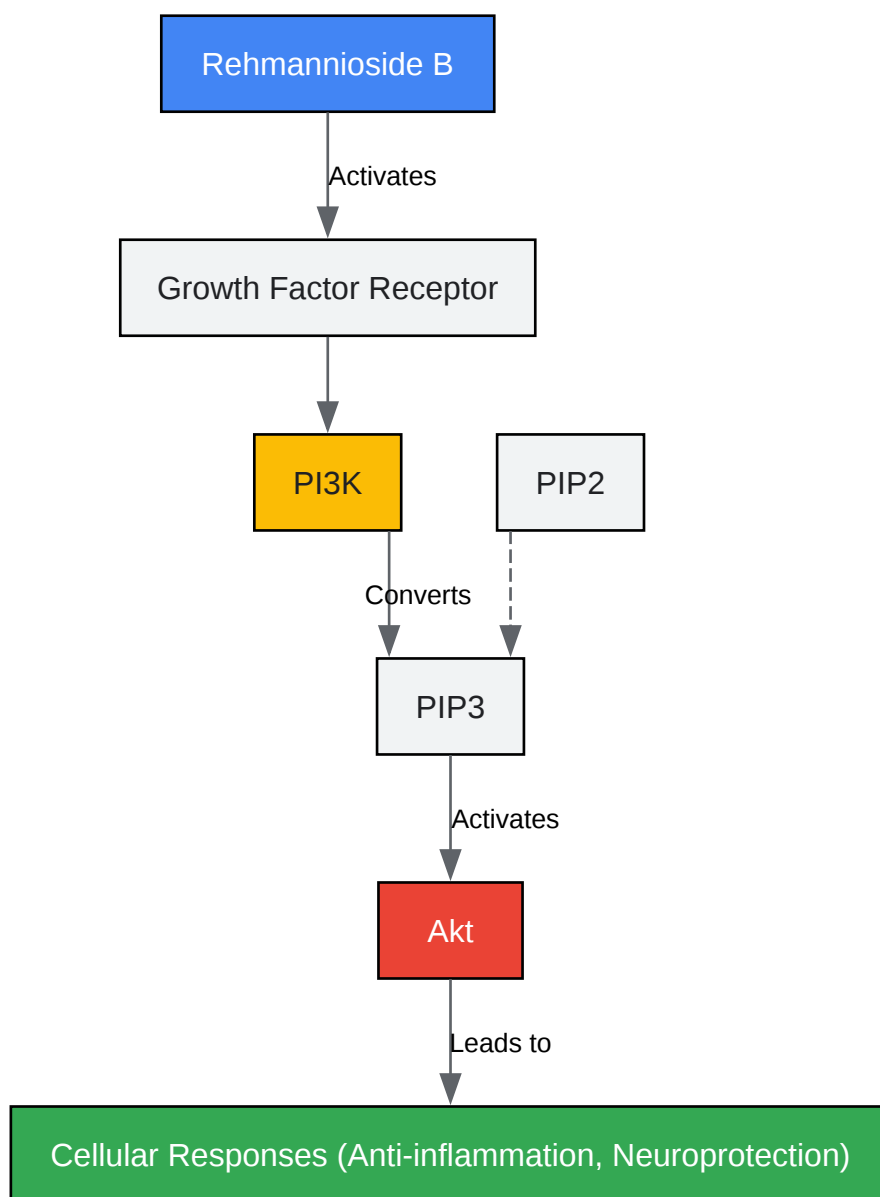 Rehmannioside B
Activates
Growth Factor Receptor
PI3K
PIP2
Converts
PIP3
Activates
Akt
Leads to
Cellular Responses (Anti-inflammation, Neuroprotection)